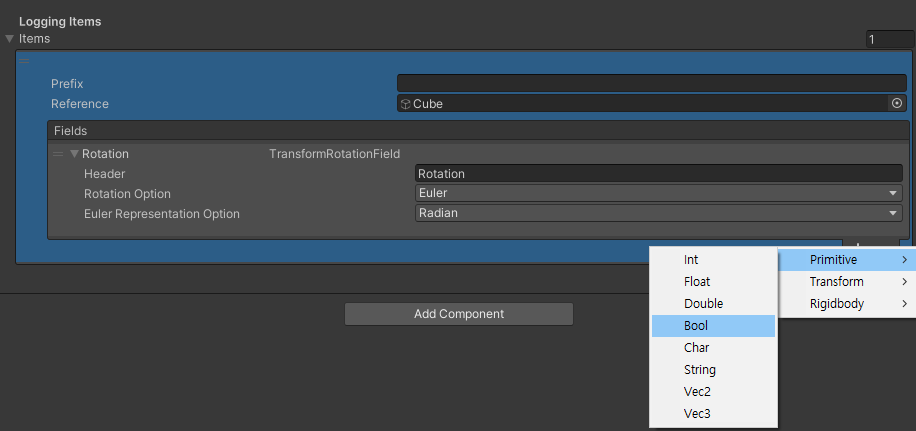 Logging Items
Items 1
Prefix
Reference Cube
Fields
Rotation TransformRotationField
Header Rotation
Rotation Option Euler
Euler Representation Option Radian
Int
Float
Double
Bool
Char
String
Vec2
Vec3
Primitive
Transform
Rigidbody
Add Component